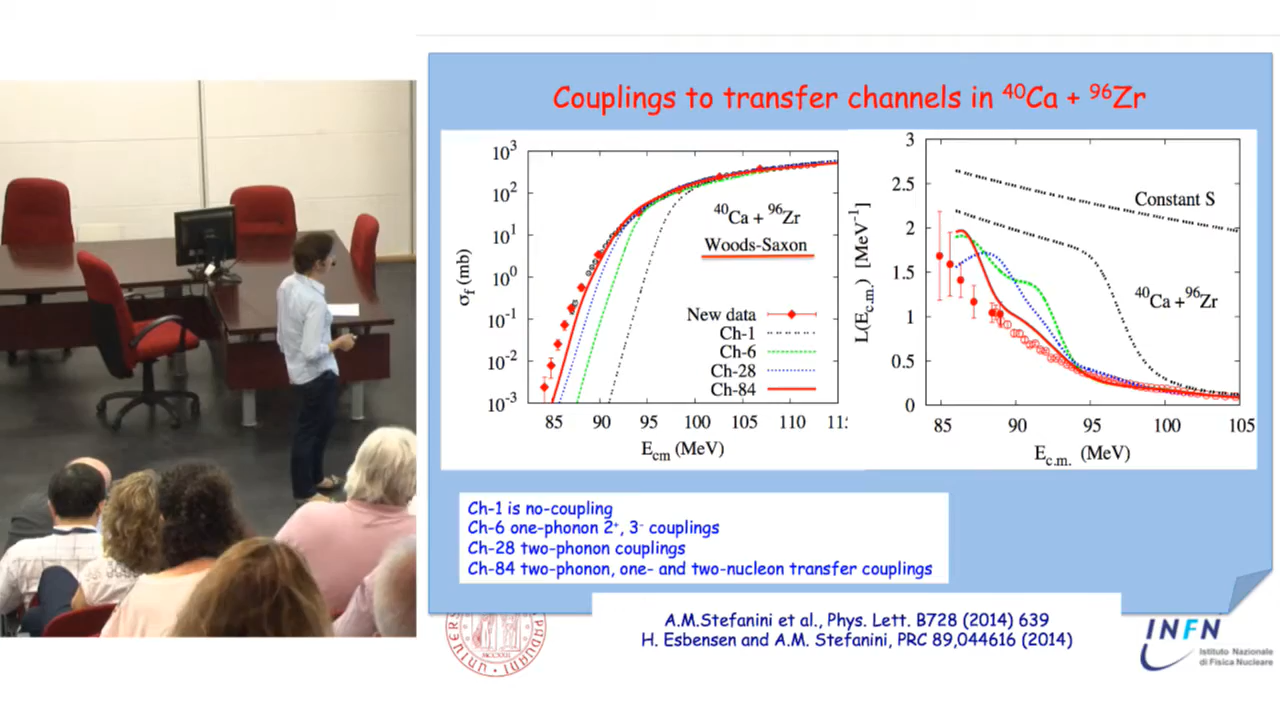 Couplings to transfer channels in ⁴⁰Ca + ⁹⁶Zr
10³
10²
10¹
10⁰
10⁻¹
10⁻²
10⁻³
σf (mb)
⁴⁰Ca + ⁹⁶Zr
Woods-Saxon
New data
Ch-1
Ch-6
Ch-28
Ch-84
85 90 95 100 105 110 11
Ecm (MeV)
3
2.5
2
1.5
1
0.5
0
L(Ec.m.) [MeV⁻¹]
Constant S
⁴⁰Ca +⁹⁶Zr
85 90 95 100 105
Ec.m. (MeV)
Ch-1 is no-coupling
Ch-6 one-phonon 2⁺, 3⁻ couplings
Ch-28 two-phonon couplings
Ch-84 two-phonon, one- and two-nucleon transfer couplings
A.M.Stefanini et al., Phys. Lett. B728 (2014) 639
H. Esbensen and A.M. Stefanini, PRC 89,044616 (2014)
INFN
Istituto Nazionale
di Fisica Nucleare